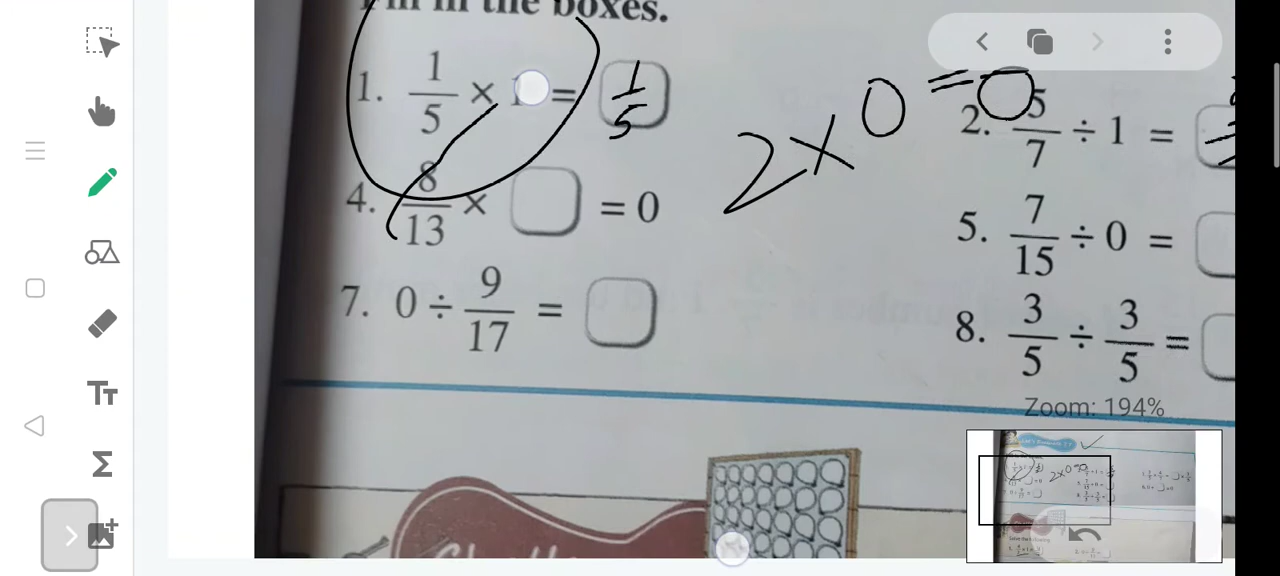 Fill in the boxes.
1. 1/5 × 1 = 1/5
2 × 0 = 0
2. 5/7 ÷ 1 =
4. 8/13 × □ = 0
5. 7/15 ÷ 0 =
7. 0 ÷ 9/17 =
8. 3/5 ÷ 3/5 =
Zoom: 194%
Tт
Σ